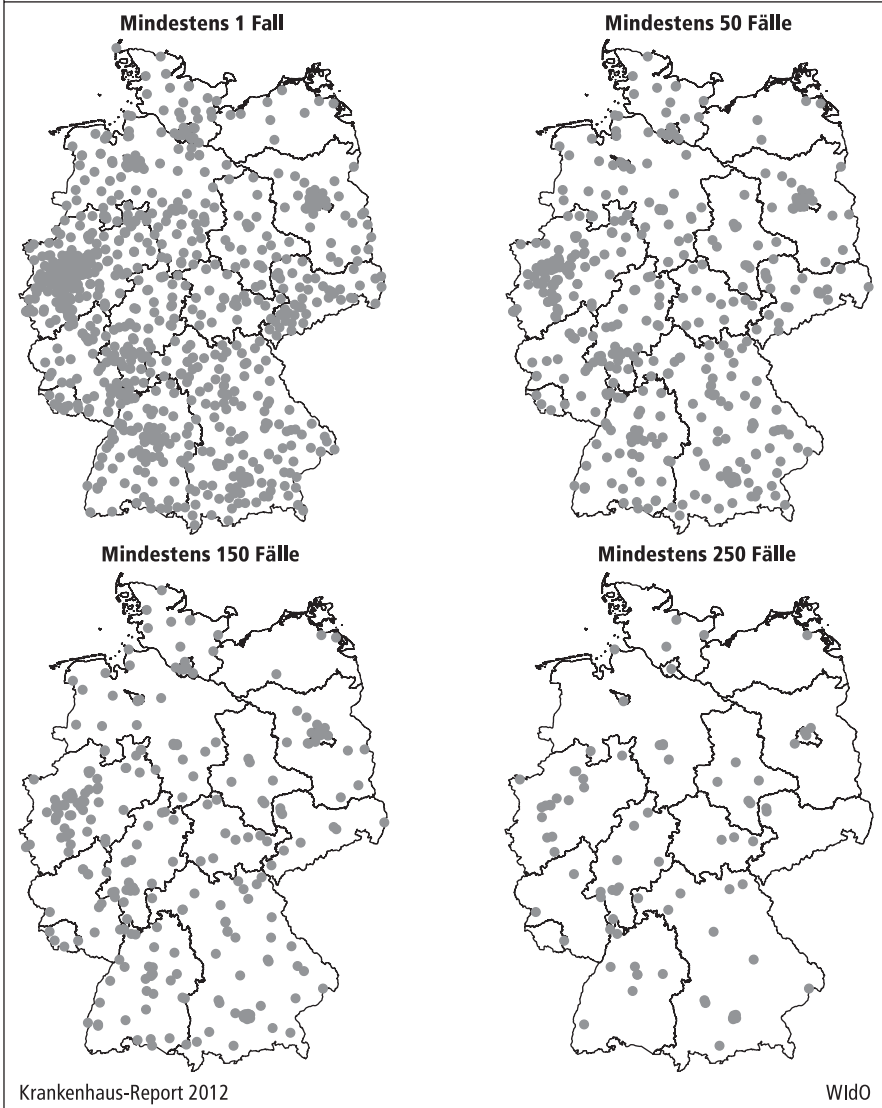 Mindestens 1 Fall
Mindestens 50 Fälle
Mindestens 150 Fälle
Mindestens 250 Fälle
Krankenhaus-Report 2012
WIdO